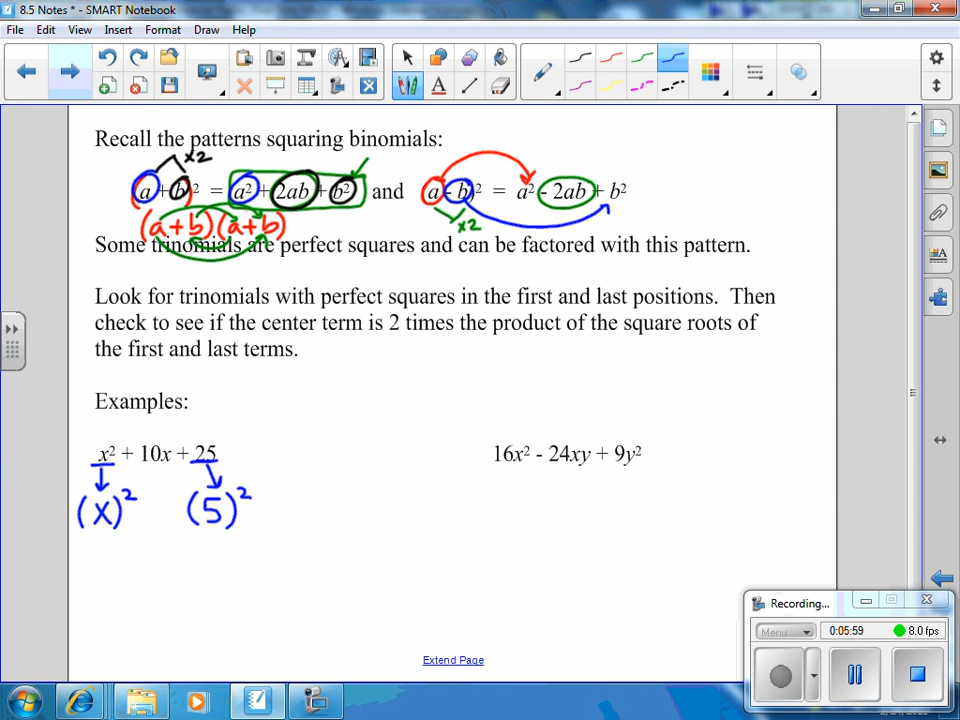 8.5 Notes * - SMART Notebook
File Edit View Insert Format Draw Help
Recall the patterns squaring binomials:
x2
(a + b)² = a² + 2ab + b² and (a - b)² = a² - 2ab + b²
x2
(a+b)(a+b)
Some trinomials are perfect squares and can be factored with this pattern.
Look for trinomials with perfect squares in the first and last positions. Then
check to see if the center term is 2 times the product of the square roots of
the first and last terms.
Examples:
x² + 10x + 25 16x² - 24xy + 9y²
(x)² (5)²
Extend Page
Recording...
Menu 0:05:59 8.0 fps